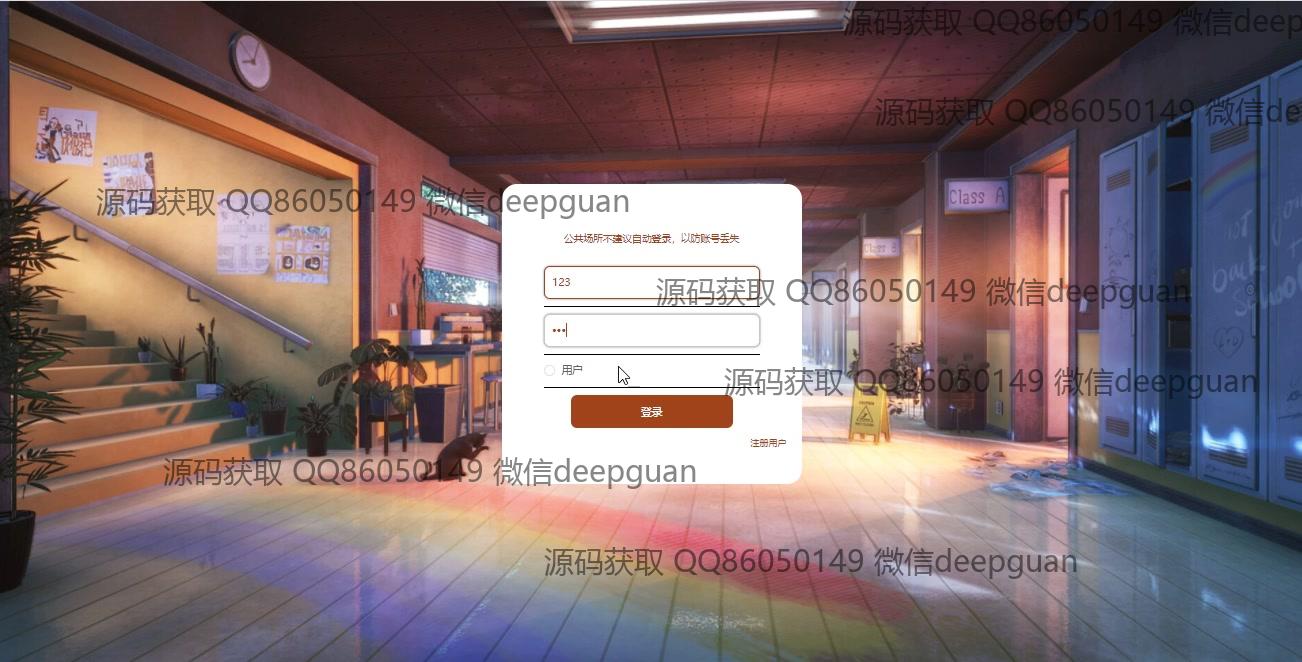 源码获取 QQ86050149 微信deep
源码获取 QQ86050149 微信de
Class A
源码获取 QQ86050149 微信deepguan
公共场所不建议自动登录，以防账号丢失
Class B
123
源码获取 QQ86050149 微信deepguan
•••
用户
源码获取 QQ86050149 微信deepguan
登录
注册用户
源码获取 QQ86050149 微信deepguan
源码获取 QQ86050149 微信deepguan